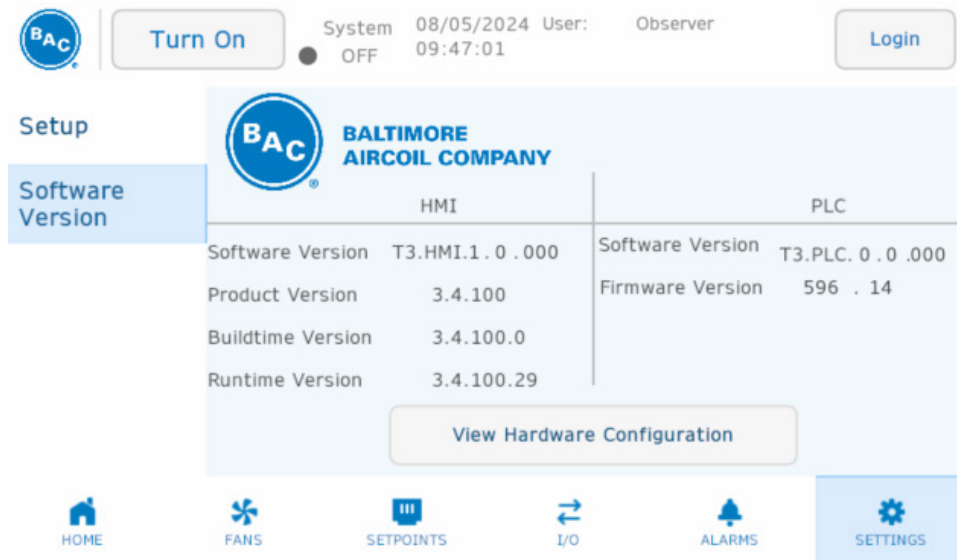 BAC
Turn On
System 08/05/2024 User: Observer
OFF 09:47:01
Login
Setup
Software
Version
BAC
®
BALTIMORE
AIRCOIL COMPANY
HMI PLC
Software Version T3.HMI.1 . 0 .000 Software Version T3.PLC. 0 . 0 .000
Product Version 3.4.100 Firmware Version 596 . 14
Buildtime Version 3.4.100.0
Runtime Version 3.4.100.29
View Hardware Configuration
HOME FANS SETPOINTS I/O ALARMS SETTINGS